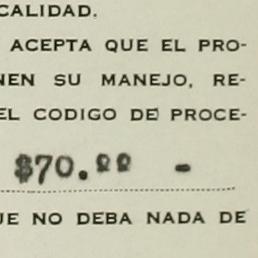 CALIDAD.
ACEPTA QUE EL PRO-
NEN SU MANEJO, RE-
EL CODIGO DE PROCE-
$70.00 -
UE NO DEBA NADA DE